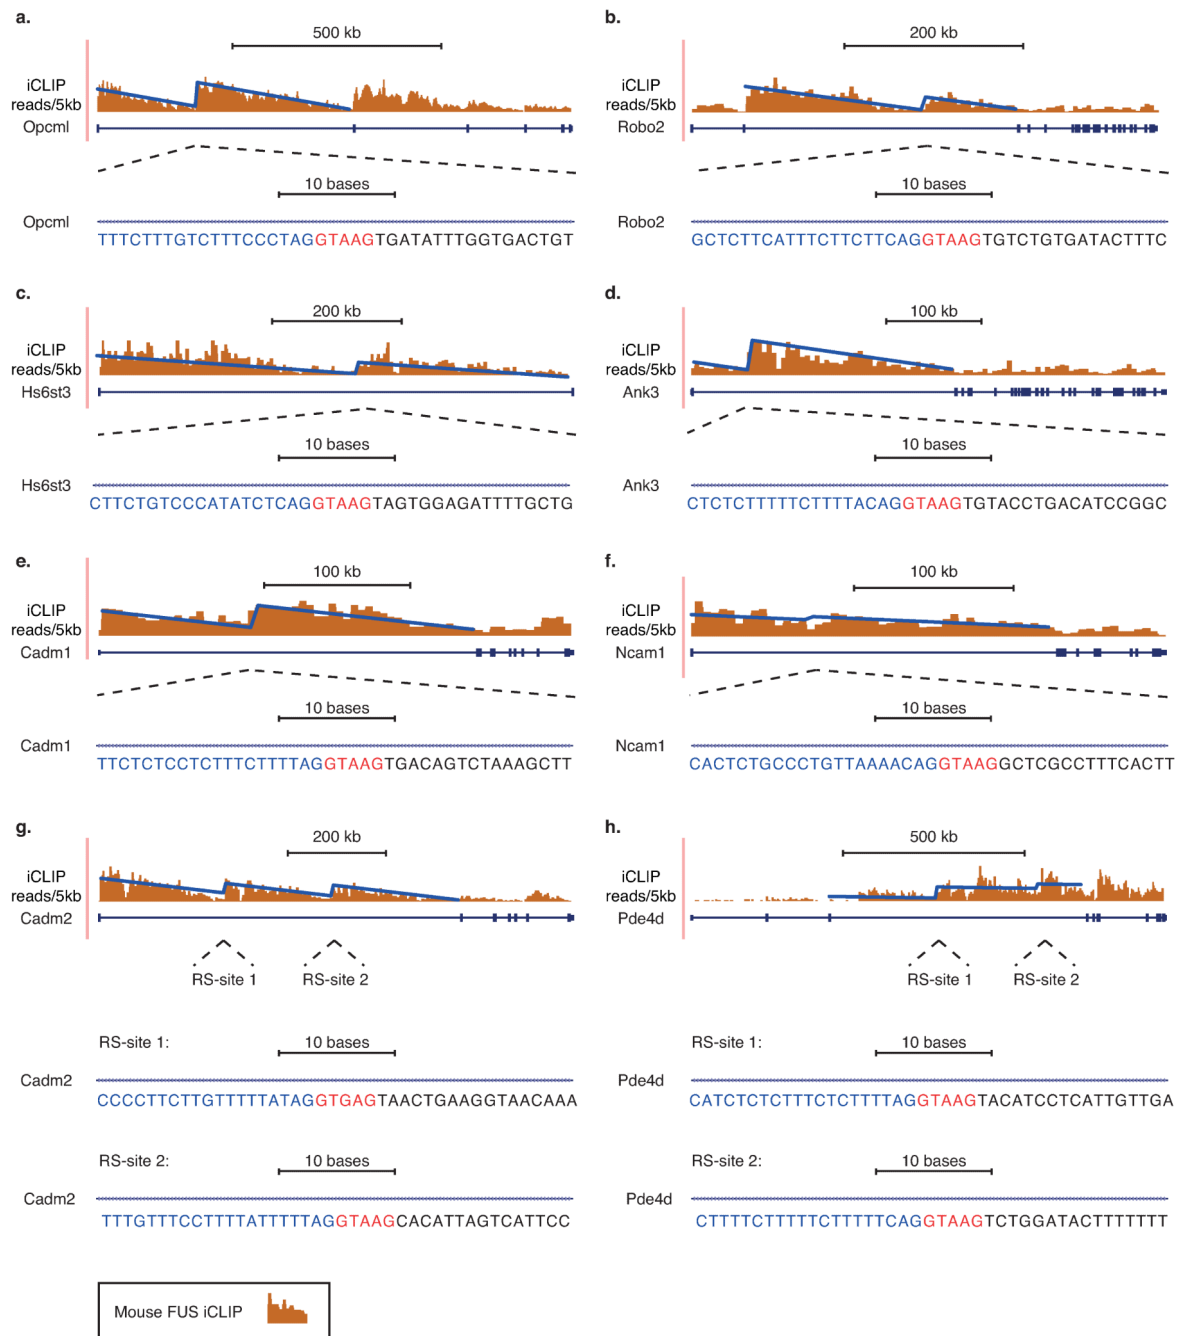 a.
500 kb
iCLIP
reads/5kb
Opcml
10 bases
Opcml
TTTCTTTGTCTTTCCCTAGGTAAGTGATATTTGGTGACTGT
b.
200 kb
iCLIP
reads/5kb
Robo2
10 bases
Robo2
GCTCTTCATTTCTTCTTCAGGTAAGTGTCTGTGATACTTTC
c.
200 kb
iCLIP
reads/5kb
Hs6st3
10 bases
Hs6st3
CTTCTGTCCCATATCTCAGGTAAGTAGTGGAGATTTTGCTG
d.
100 kb
iCLIP
reads/5kb
Ank3
10 bases
Ank3
CTCTCTTTTTCTTTTACAGGTAAGTGTACCTGACATCCGGC
e.
100 kb
iCLIP
reads/5kb
Cadm1
10 bases
Cadm1
TTCTCTCCTCTTTCTTTTAGGTAAGTGACAGTCTAAAGCTT
f.
100 kb
iCLIP
reads/5kb
Ncam1
10 bases
Ncam1
CACTCTGCCCTGTTAAAACAGGTAAGGCTCGCCTTTCACTT
g.
200 kb
iCLIP
reads/5kb
Cadm2
RS-site 1 RS-site 2
RS-site 1:
10 bases
Cadm2
CCCCTTCTTGTTTTTATAGGTGAGTAACTGAAGGTAACAAA
RS-site 2:
10 bases
Cadm2
TTTGTTTCCTTTTATTTTTAGGTAAGCACATTAGTCATTCC
h.
500 kb
iCLIP
reads/5kb
Pde4d
RS-site 1 RS-site 2
RS-site 1:
10 bases
Pde4d
CATCTCTCTTTCTCTTTTAGGTAAGTACATCCTCATTGTTGA
RS-site 2:
10 bases
Pde4d
CTTTTCTTTTTCTTTTTCAGGTAAGTCTGGATACTTTTTTT
Mouse FUS iCLIP